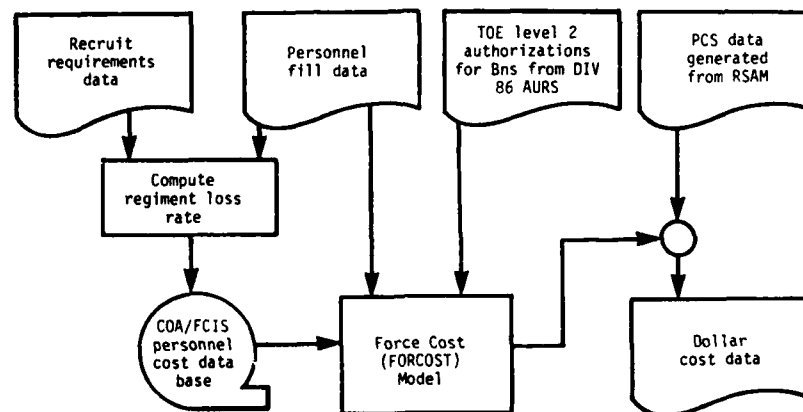 Recruit
requirements
data
Personnel
fill data
TOE level 2
authorizations
for Bns from DIV
86 AURS
PCS data
generated
from RSAM
Compute
regiment loss
rate
COA/FCIS
personnel
cost data
base
Force Cost
(FORCOST)
Model
Dollar
cost data